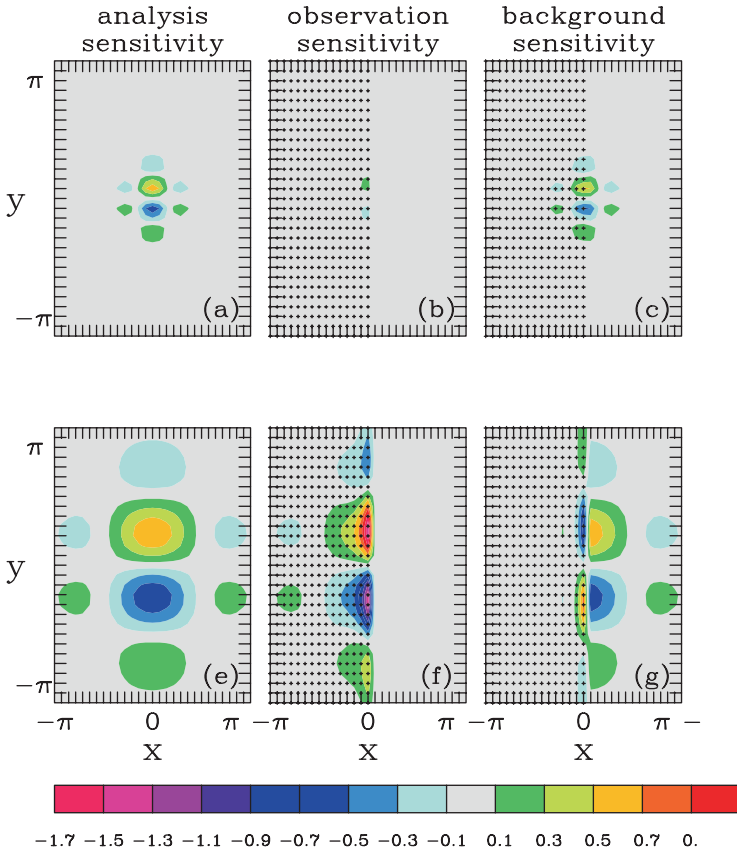 analysis sensitivity
observation sensitivity
background sensitivity
π
y
−π
(a)
(b)
(c)
π
y
−π
(e)
(f)
(g)
−π 0 π −π 0 π −π 0 π −
x x x
−1.7 −1.5 −1.3 −1.1 −0.9 −0.7 −0.5 −0.3 −0.1 0.1 0.3 0.5 0.7 0.